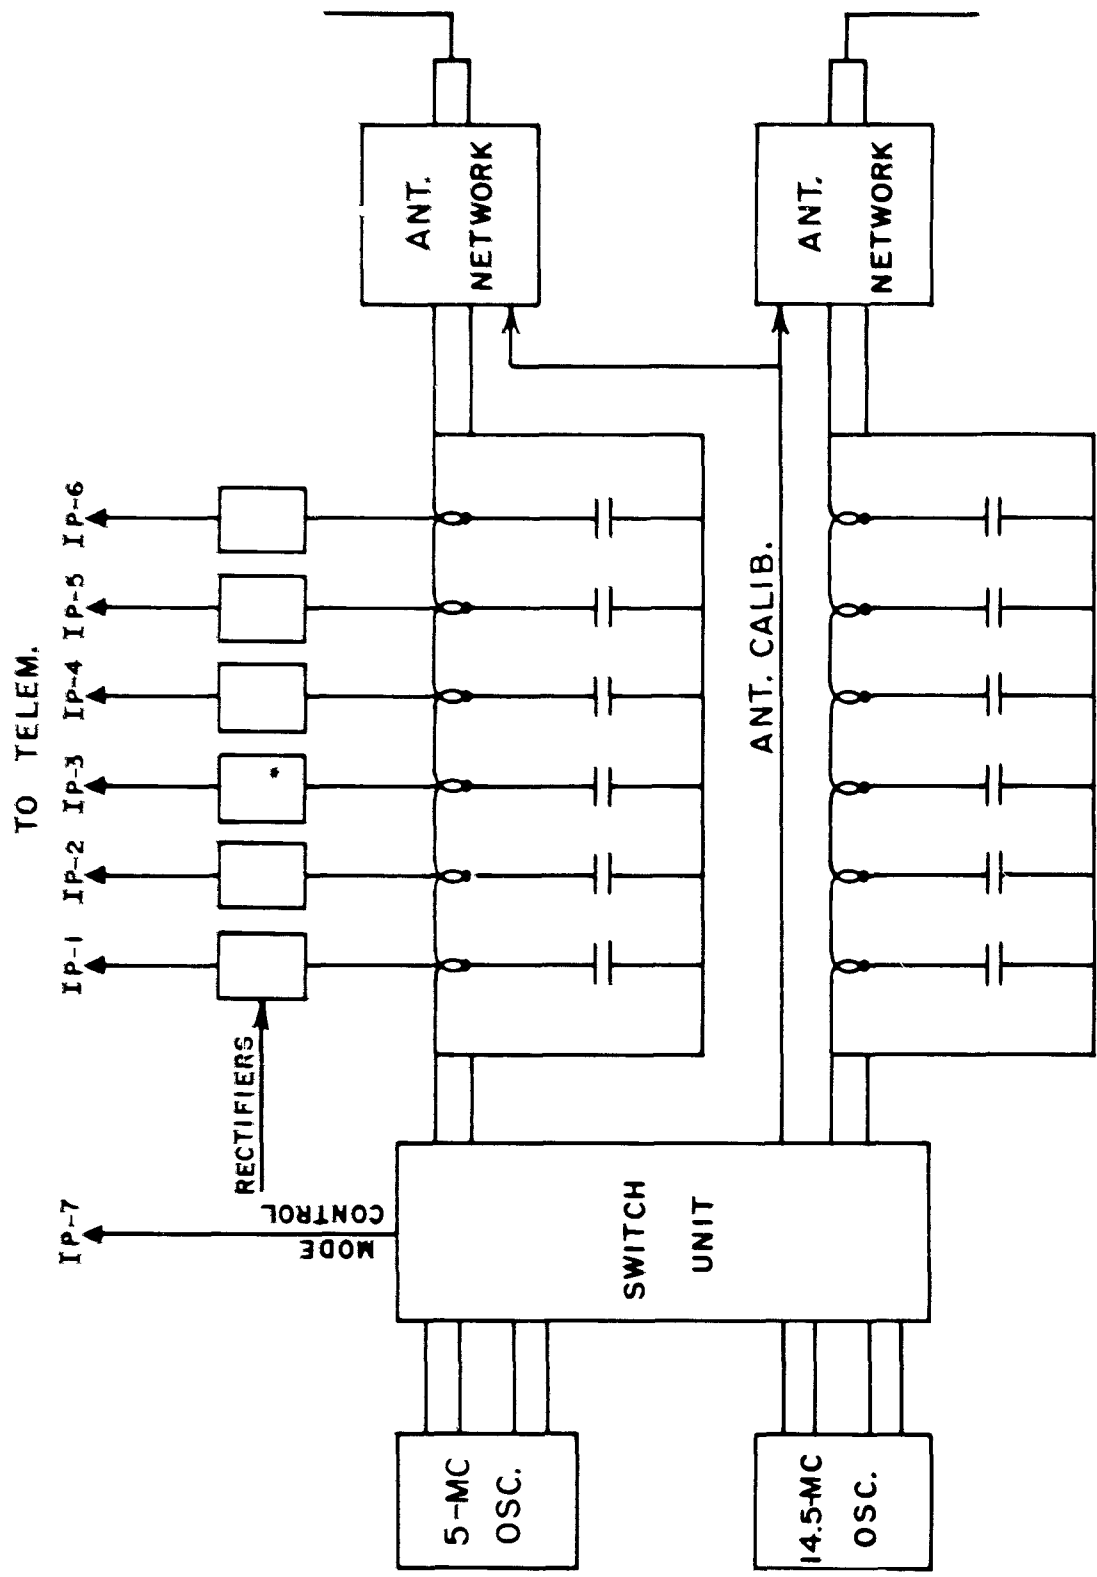 TO TELEM.
IP-7
IP-1
IP-2
IP-3
IP-4
IP-5
IP-6
RECTIFIERS
MODE
CONTROL
5-MC
OSC.
SWITCH
UNIT
ANT.
NETWORK
ANT. CALIB.
14.5-MC
OSC.
ANT.
NETWORK